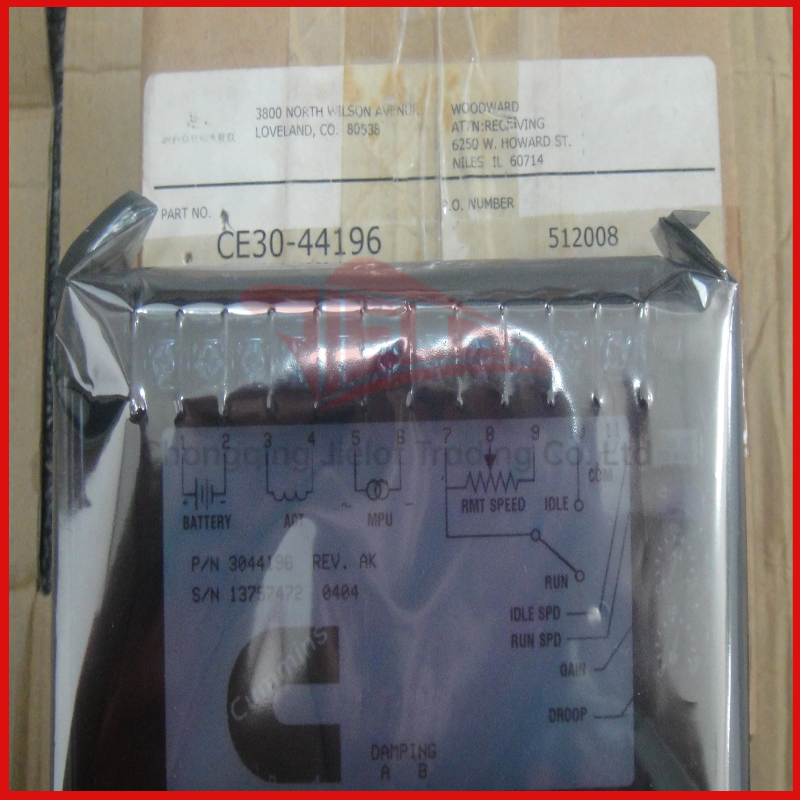 WOODWARD
3800 NORTH WILSON AVENUE
LOVELAND, CO. 80538
WOODWARD
ATTN:RECEIVING
6250 W. HOWARD ST.
NILES IL 60714
PART NO.
CE30-44196
P.O. NUMBER
512008
JIELO
1 2 3 4 5 6 7 8 9 11
Chongqing Jielot Trading Co., Ltd
BATTERY
ACT
~ MPU –
RMT SPEED
IDLE
COM
RUN
P/N 3044196 REV. AK
S/N 13757472 0404
IDLE SPD
RUN SPD
GAIN
DROOP
Cummins
DAMPING
A B